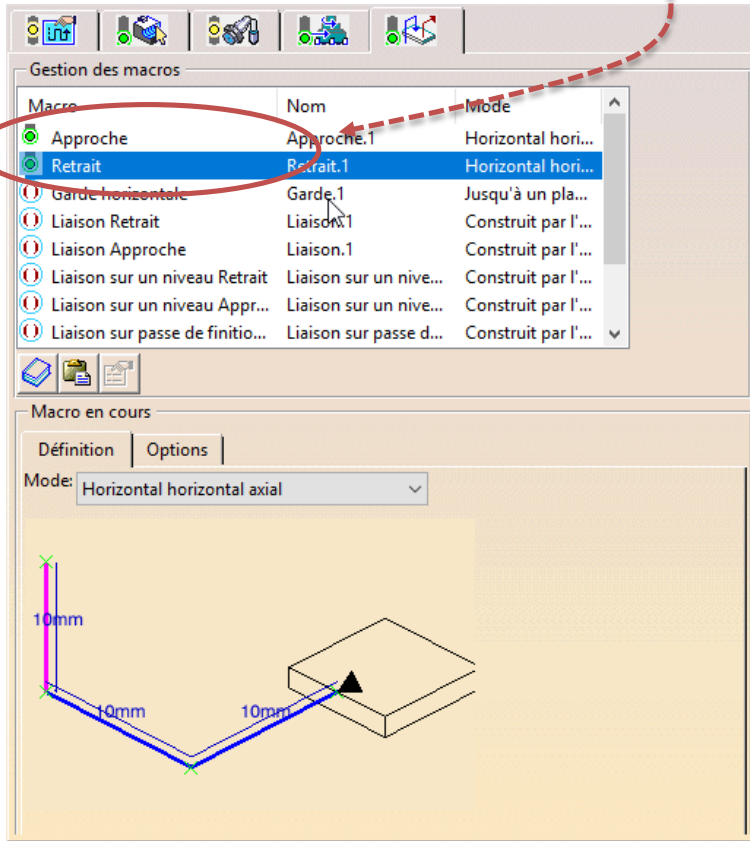 Gestion des macros
Macro Nom Mode
Approche Approche.1 Horizontal hori...
Retrait Retrait.1 Horizontal hori...
Garde horizontale Garde.1 Jusqu'à un pla...
Liaison Retrait Liaison.1 Construit par l'...
Liaison Approche Liaison.1 Construit par l'...
Liaison sur un niveau Retrait Liaison sur un nive... Construit par l'...
Liaison sur un niveau Appr... Liaison sur un nive... Construit par l'...
Liaison sur passe de finitio... Liaison sur passe d... Construit par l'...
Macro en cours
Définition Options
Mode: Horizontal horizontal axial
10mm
10mm 10mm